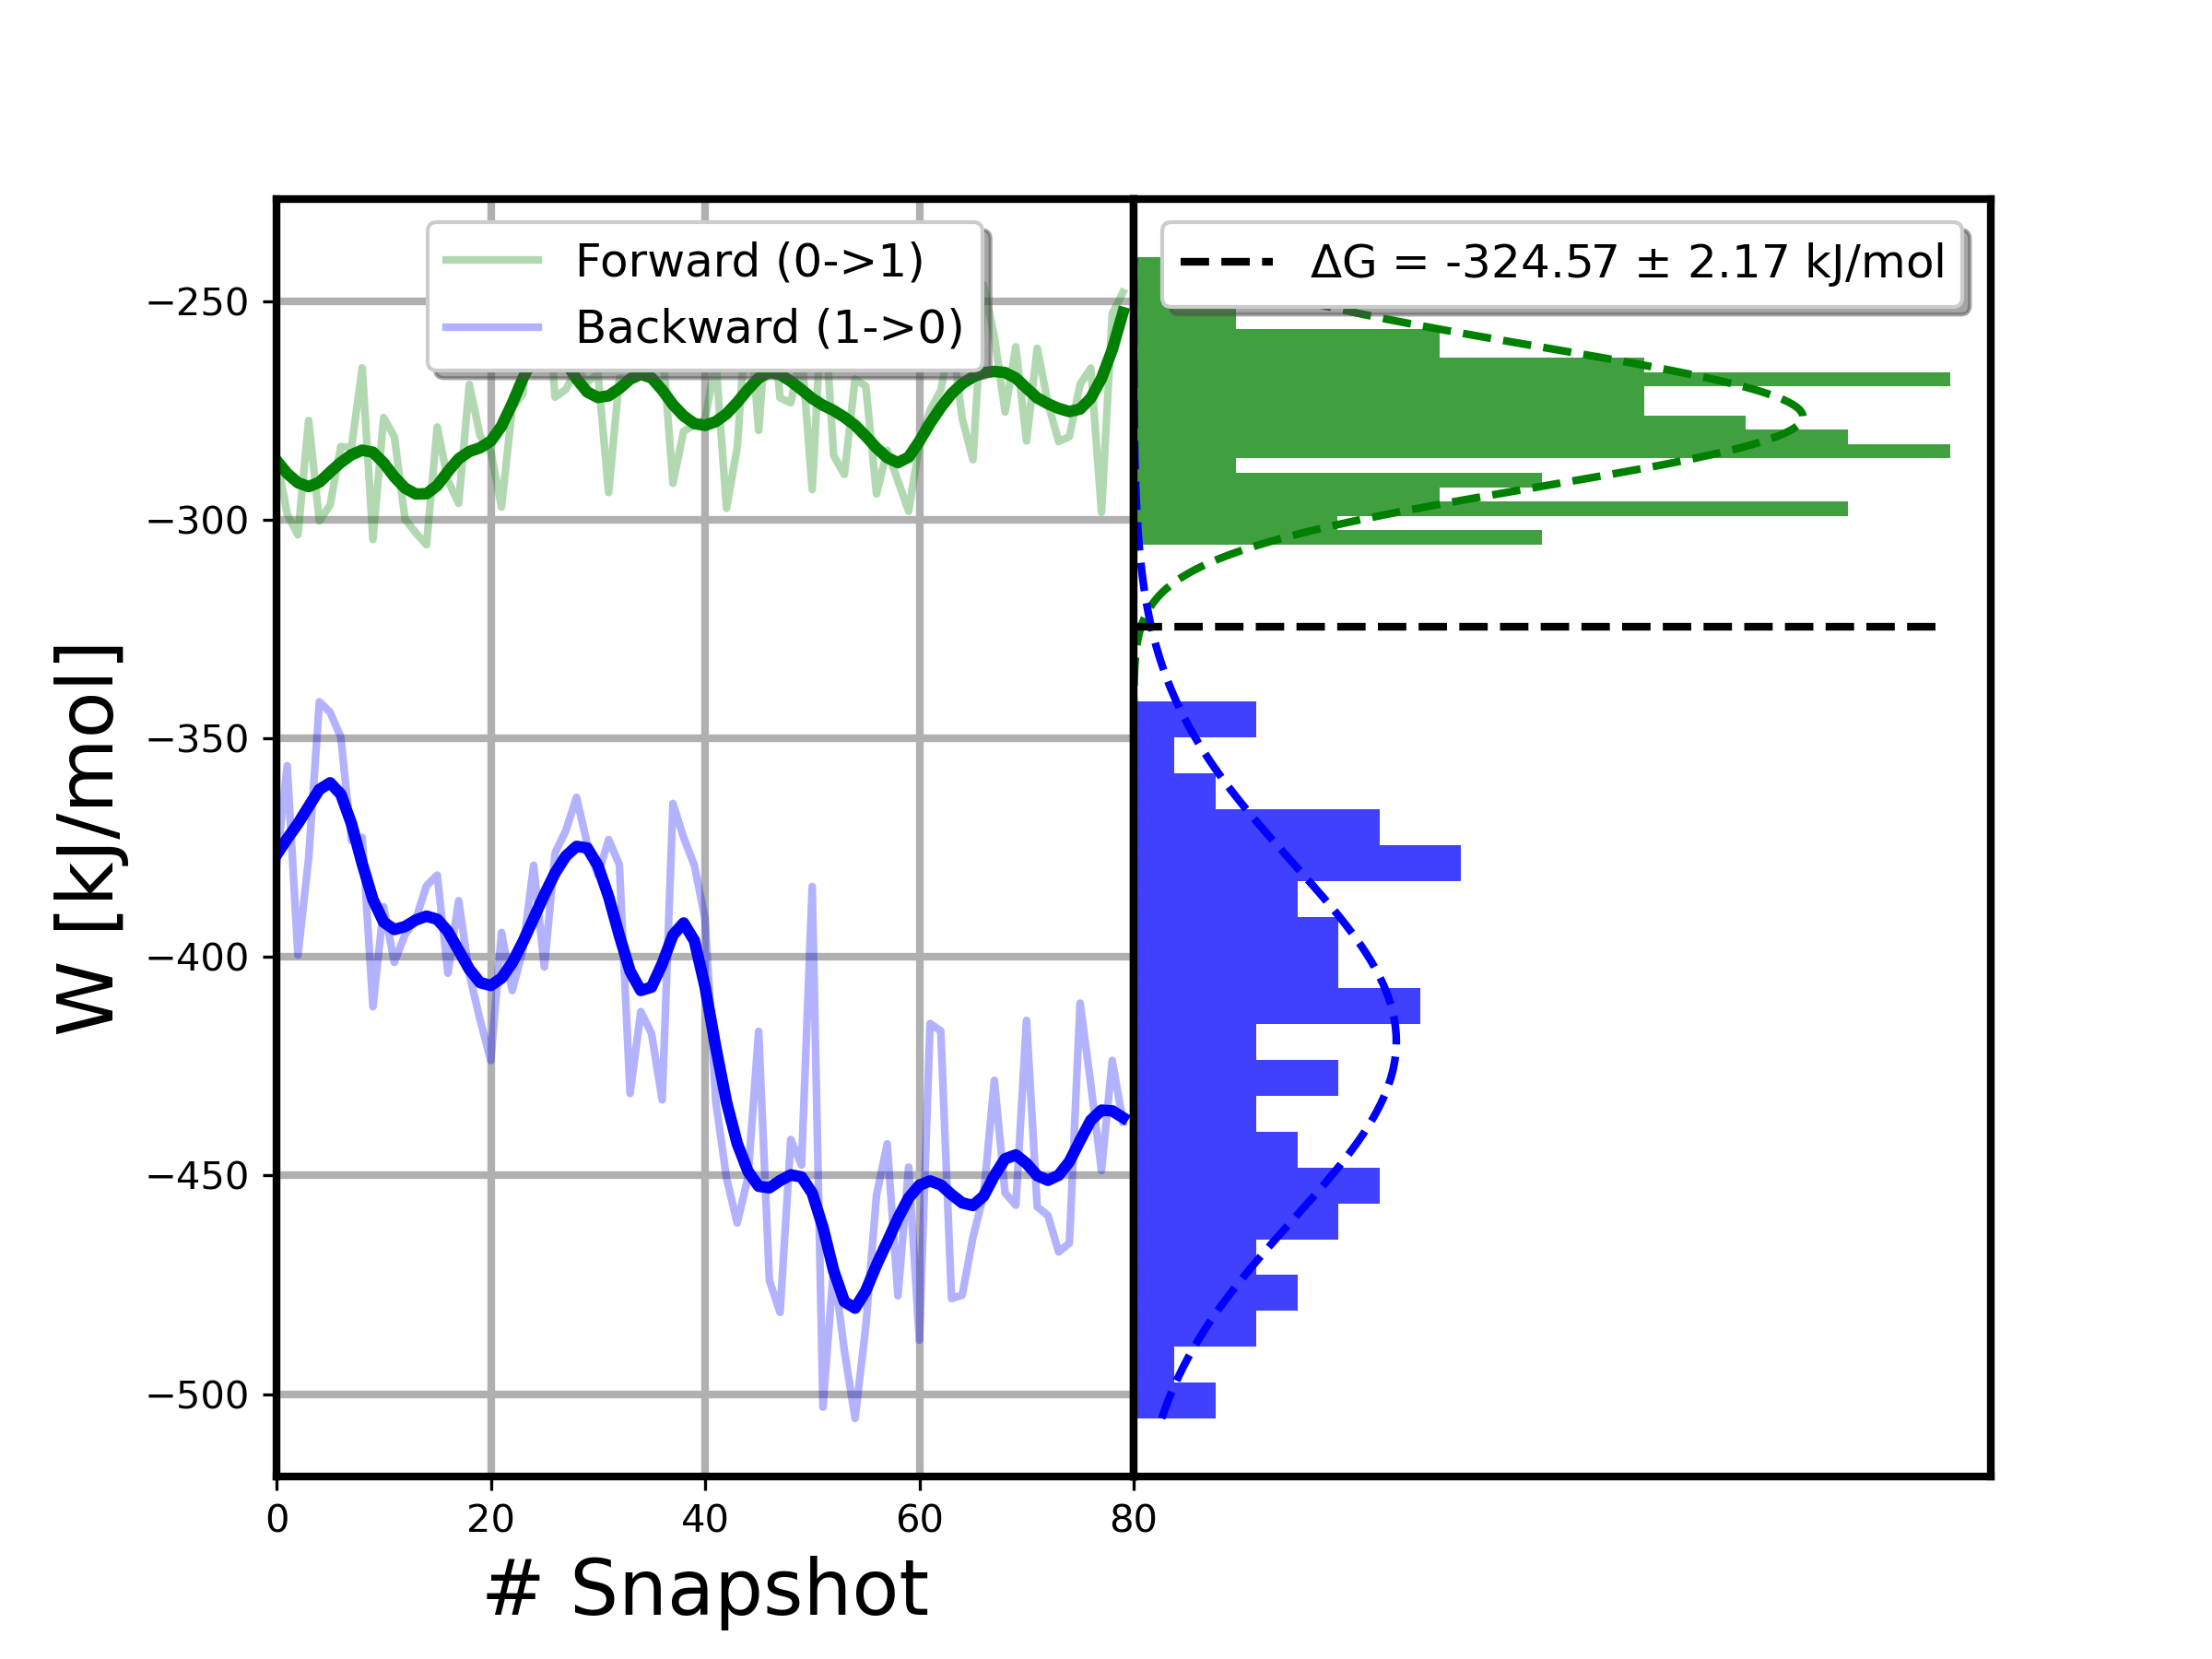 Forward (0->1)
Backward (1->0)
ΔG = -324.57 ± 2.17 kJ/mol
W [kJ/mol]
−250
−300
−350
−400
−450
−500
0 20 40 60 80
# Snapshot